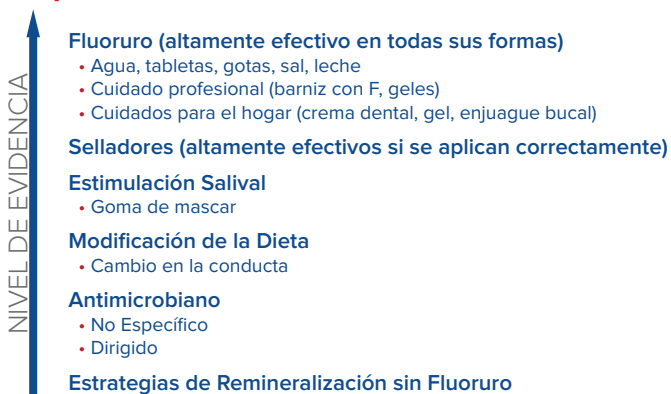 Fluoruro (altamente efectivo en todas sus formas)
• Agua, tabletas, gotas, sal, leche
• Cuidado profesional (barniz con F, geles)
• Cuidados para el hogar (crema dental, gel, enjuague bucal)
Selladores (altamente efectivos si se aplican correctamente)
Estimulación Salival
• Goma de mascar
Modificación de la Dieta
• Cambio en la conducta
Antimicrobiano
• No Específico
• Dirigido
Estrategias de Remineralización sin Fluoruro
NIVEL DE EVIDENCIA